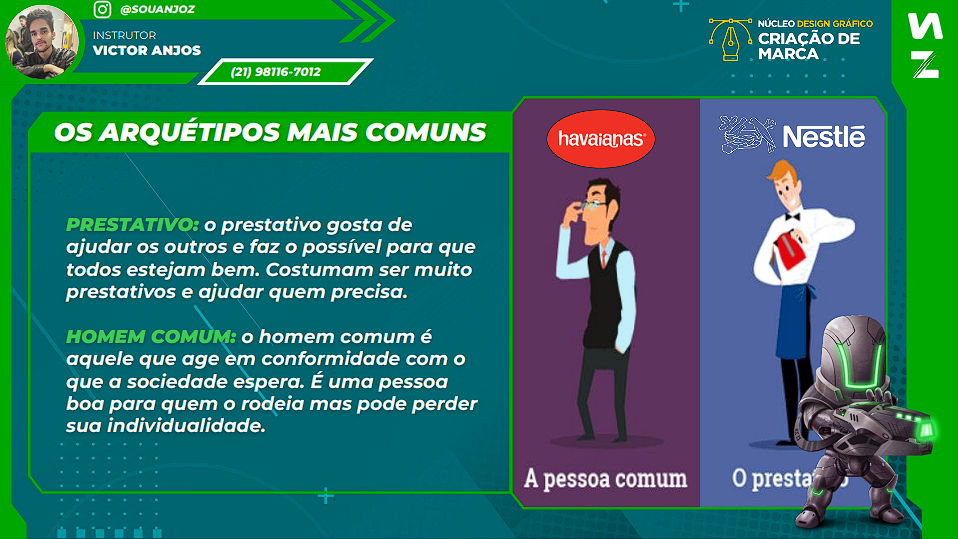 @SOUANJOZ
INSTRUTOR
VICTOR ANJOS
(21) 98116-7012
NÚCLEO DESIGN GRÁFICO
CRIAÇÃO DE
MARCA
NZ
OS ARQUÉTIPOS MAIS COMUNS
PRESTATIVO: o prestativo gosta de
ajudar os outros e faz o possível para que
todos estejam bem. Costumam ser muito
prestativos e ajudar quem precisa.
HOMEM COMUM: o homem comum é
aquele que age em conformidade com o
que a sociedade espera. É uma pessoa
boa para quem o rodeia mas pode perder
sua individualidade.
havaianas®
Nestlé
A pessoa comum
O